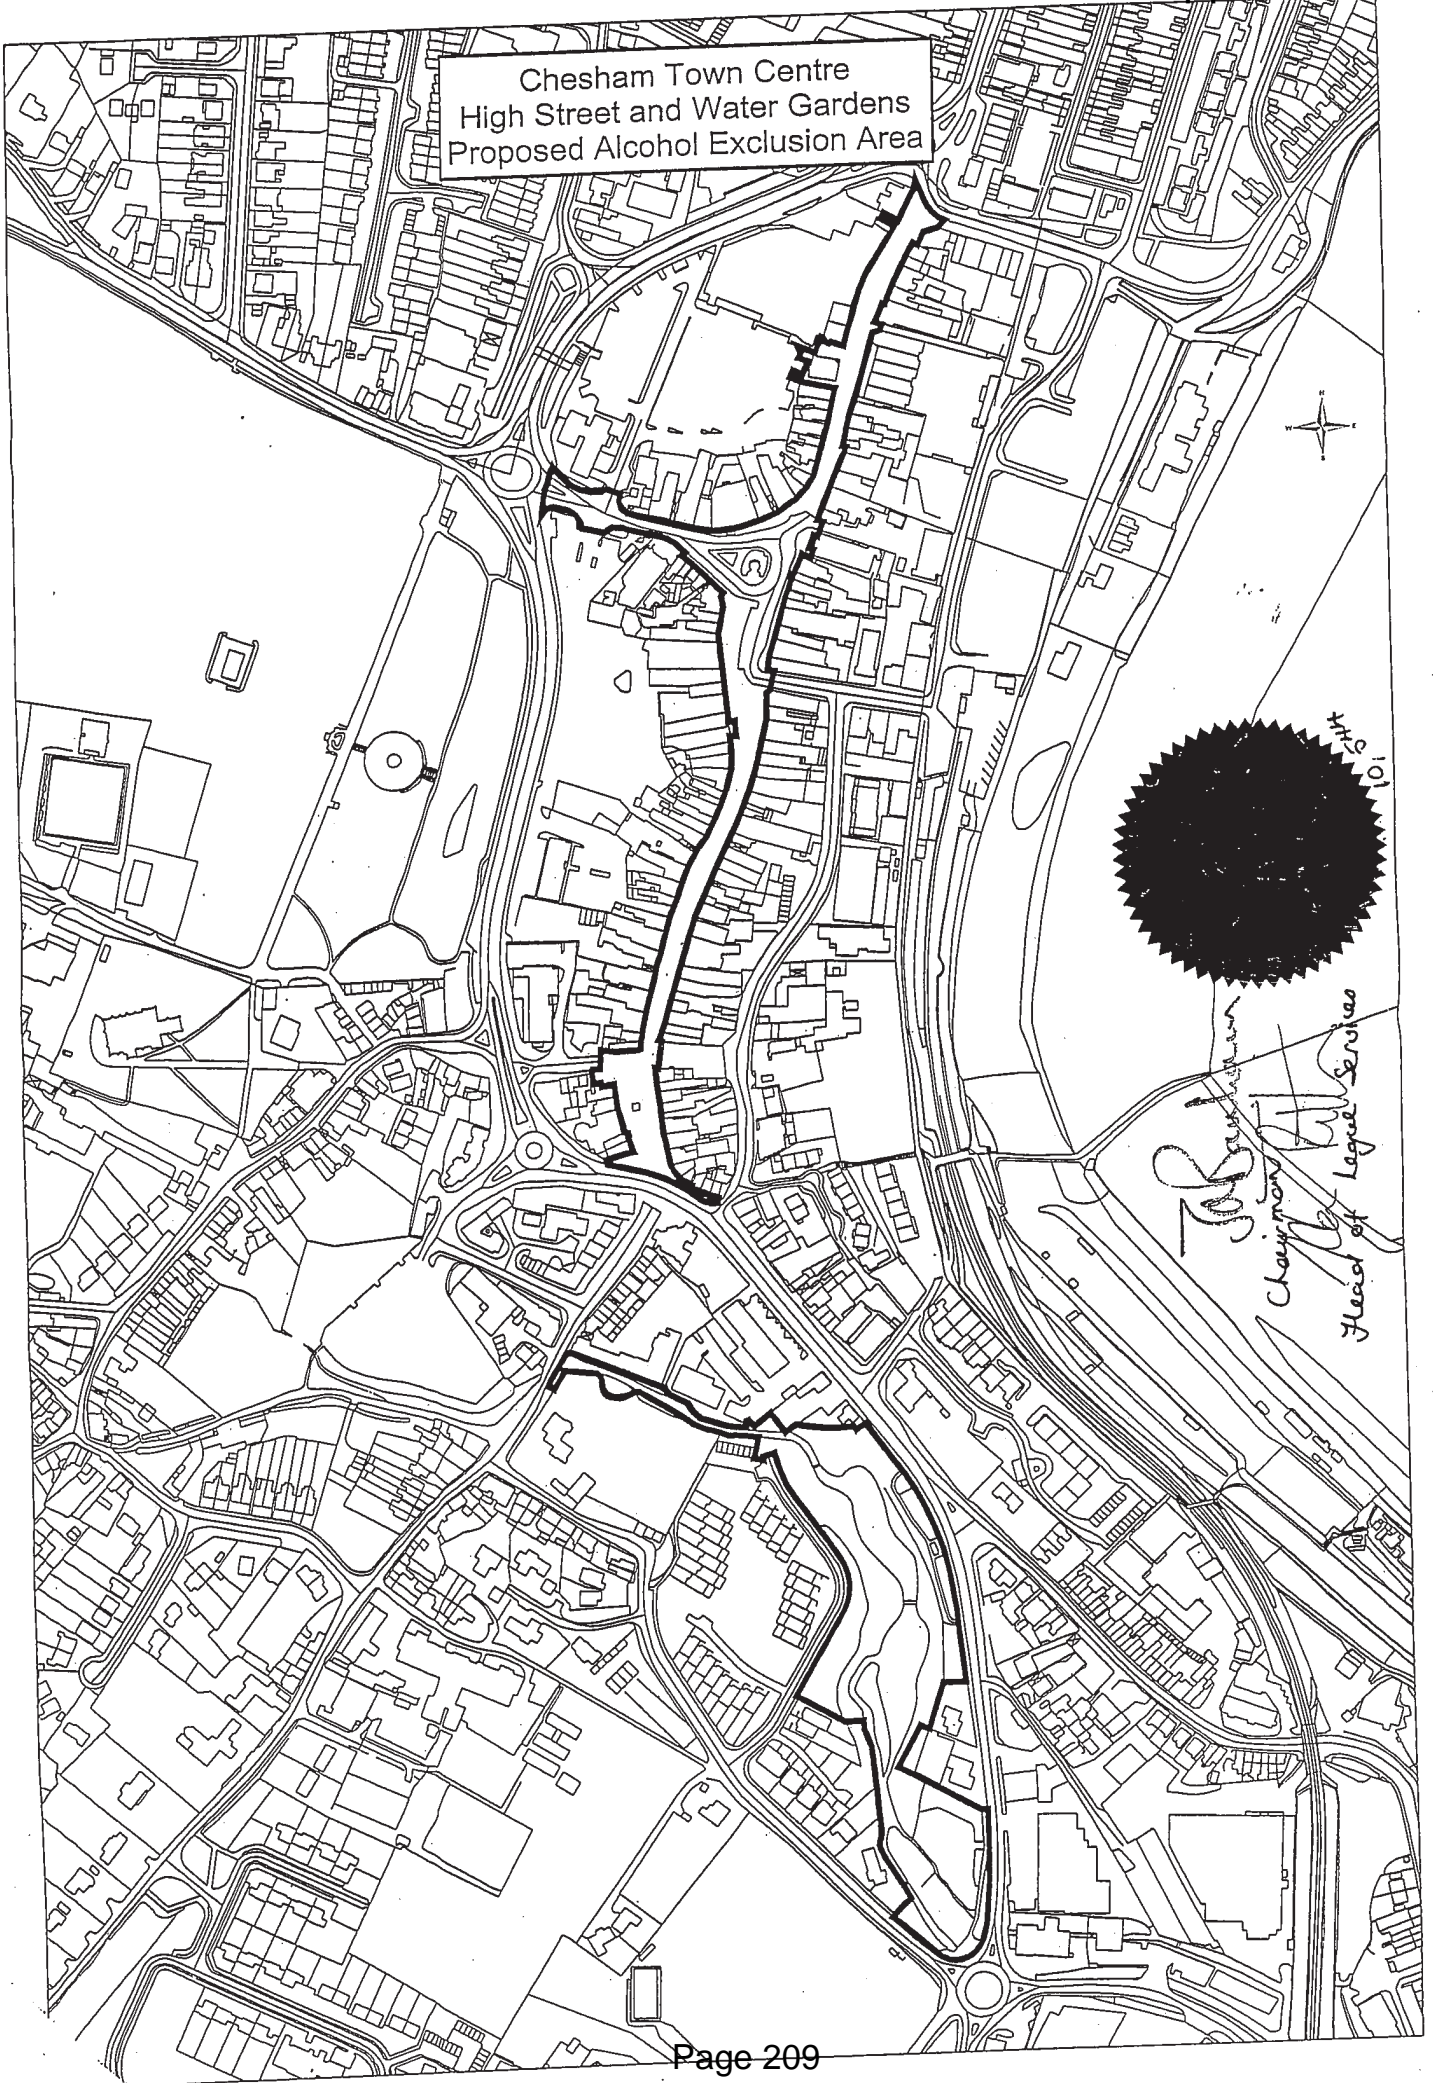 Chesham Town Centre
High Street and Water Gardens
Proposed Alcohol Exclusion Area
N
W E
S
101
Chairman
Head of Legal Services
Page 209